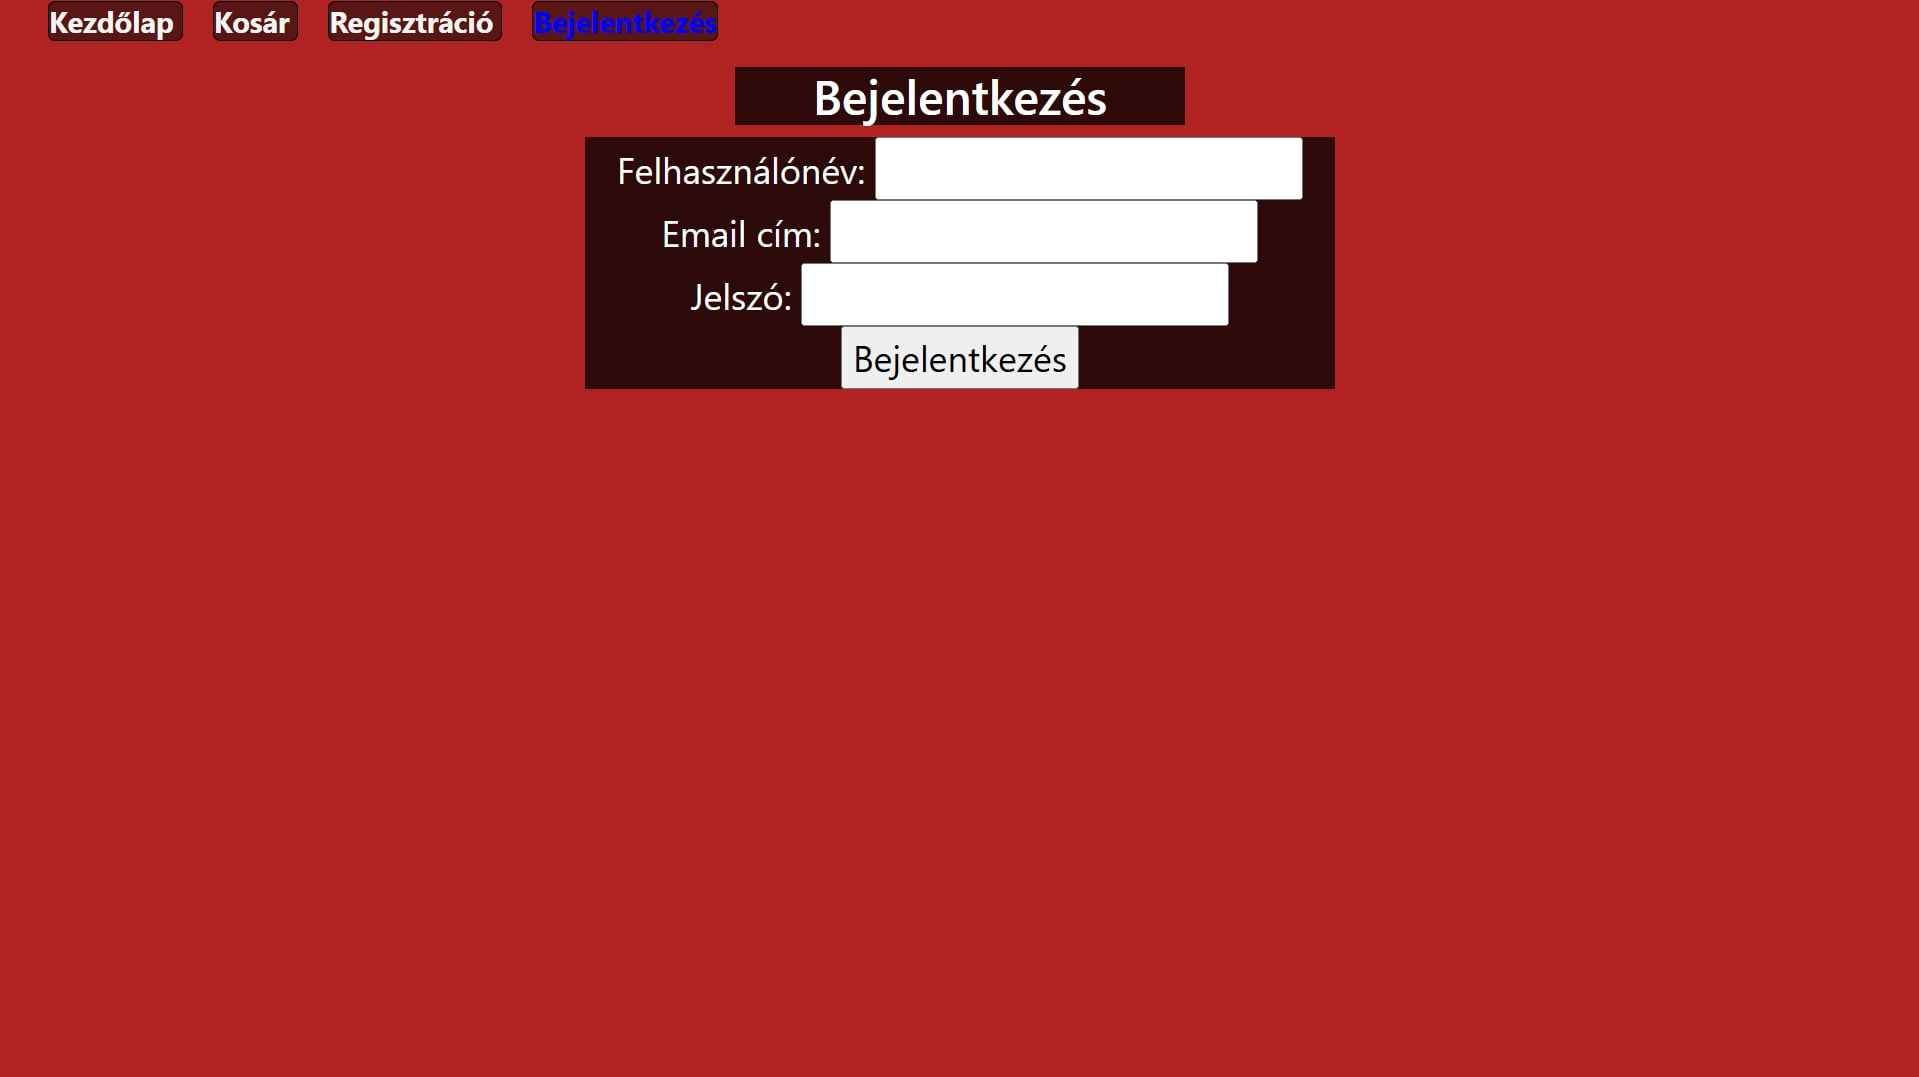 Kezdőlap Kosár Regisztráció Bejelentkezés
Bejelentkezés
Felhasználónév:
Email cím:
Jelszó:
Bejelentkezés